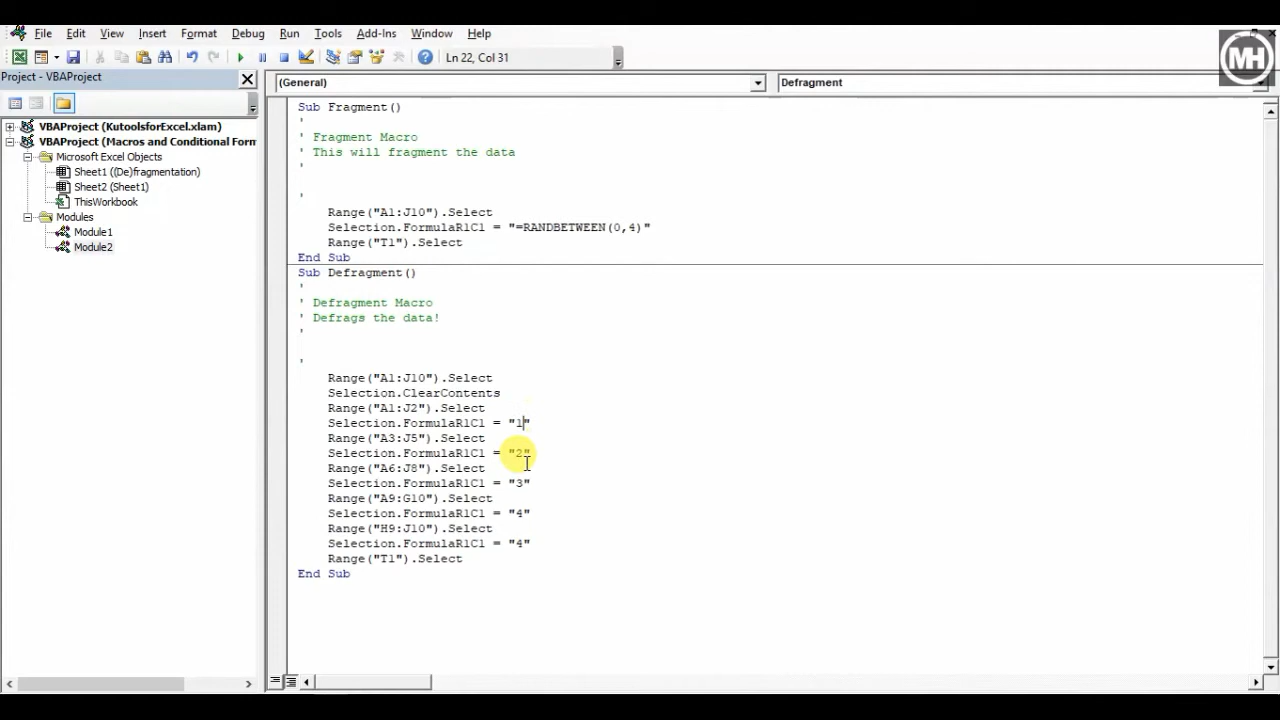 File Edit View Insert Format Debug Run Tools Add-Ins Window Help
Ln 22, Col 31
MH
Project - VBAProject
(General)
Defragment
VBAProject (KutoolsforExcel.xlam)
VBAProject (Macros and Conditional Form
Microsoft Excel Objects
Sheet1 ((De)fragmentation)
Sheet2 (Sheet1)
ThisWorkbook
Modules
Module1
Module2
Sub Fragment()
'
' Fragment Macro
' This will fragment the data
'
'
Range("A1:J10").Select
Selection.FormulaR1C1 = "=RANDBETWEEN(0,4)"
Range("T1").Select
End Sub
Sub Defragment()
'
' Defragment Macro
' Defrags the data!
'
'
Range("A1:J10").Select
Selection.ClearContents
Range("A1:J2").Select
Selection.FormulaR1C1 = "1"
Range("A3:J5").Select
Selection.FormulaR1C1 = "2"
Range("A6:J8").Select
Selection.FormulaR1C1 = "3"
Range("A9:G10").Select
Selection.FormulaR1C1 = "4"
Range("H9:J10").Select
Selection.FormulaR1C1 = "4"
Range("T1").Select
End Sub